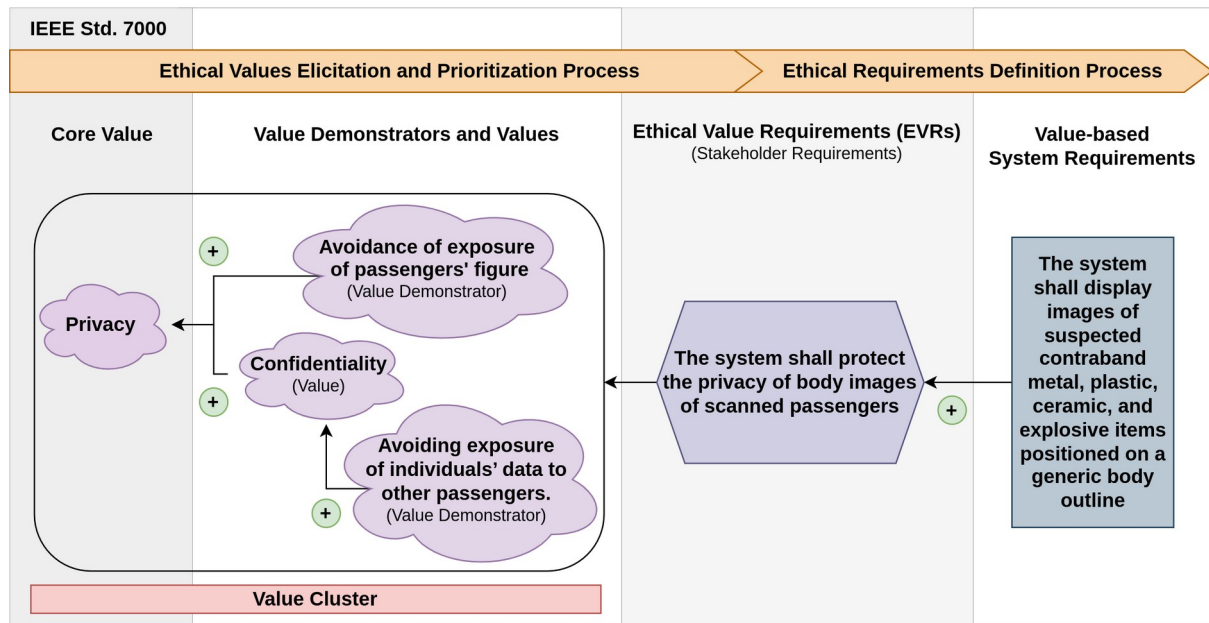 IEEE Std. 7000
Ethical Values Elicitation and Prioritization Process
Ethical Requirements Definition Process
Core Value
Value Demonstrators and Values
Ethical Value Requirements (EVRs)
(Stakeholder Requirements)
Value-based
System Requirements
+
Avoidance of exposure
of passengers' figure
(Value Demonstrator)
Privacy
Confidentiality
(Value)
+
Avoiding exposure
of individuals’ data to
other passengers.
(Value Demonstrator)
+
The system shall protect
the privacy of body images
of scanned passengers
+
The system
shall display
images of
suspected
contraband
metal, plastic,
ceramic, and
explosive items
positioned on a
generic body
outline
Value Cluster